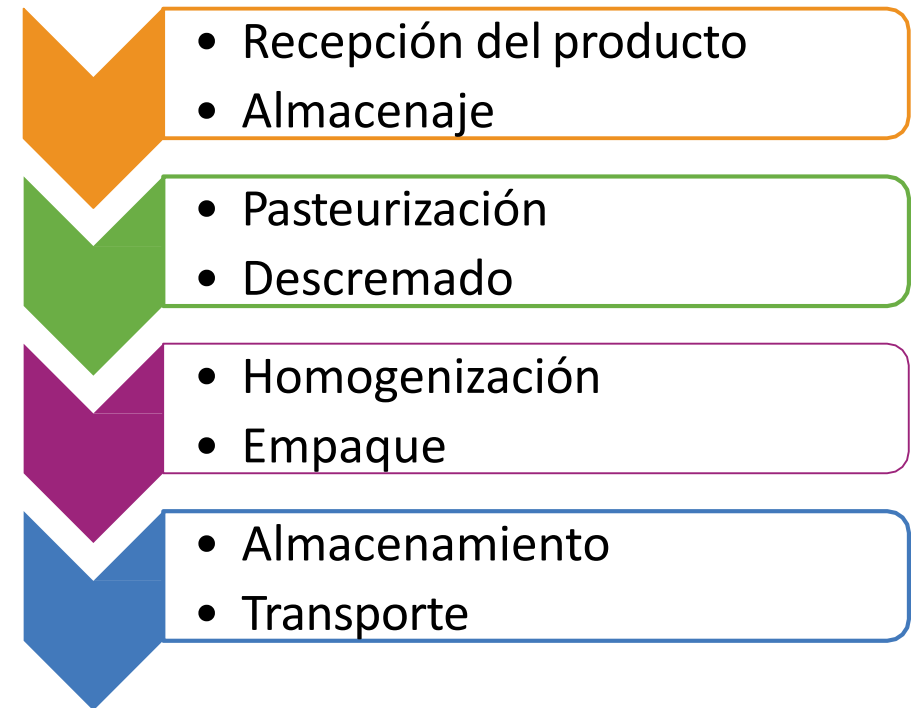 • Recepción del producto
• Almacenaje
• Pasteurización
• Descremado
• Homogenización
• Empaque
• Almacenamiento
• Transporte